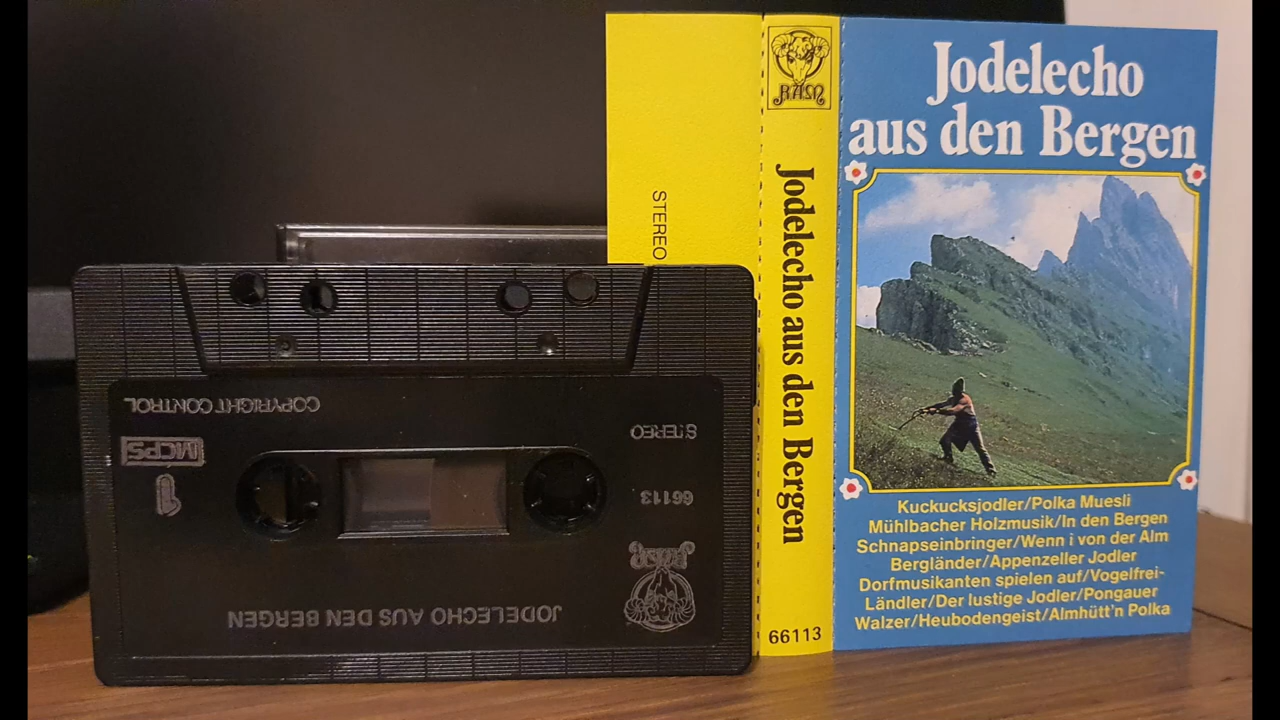 Jodelecho
aus den Bergen
Kuckucksjodler/Polka Muesli
Mühlbacher Holzmusik/In den Bergen
Schnapseinbringer/Wenn i von der Alm
Bergländer/Appenzeller Jodler
Dorfmusikanten spielen auf/Vogelfrei-
Ländler/Der lustige Jodler/Pongauer
Walzer/Heubodengeist/Almhütt'n Polka
RAM
Jodelecho aus den Bergen
66113
STEREO
JODELECHO AUS DEN BERGEN
66113
STEREO
1
MCPS
COPYRIGHT CONTROL